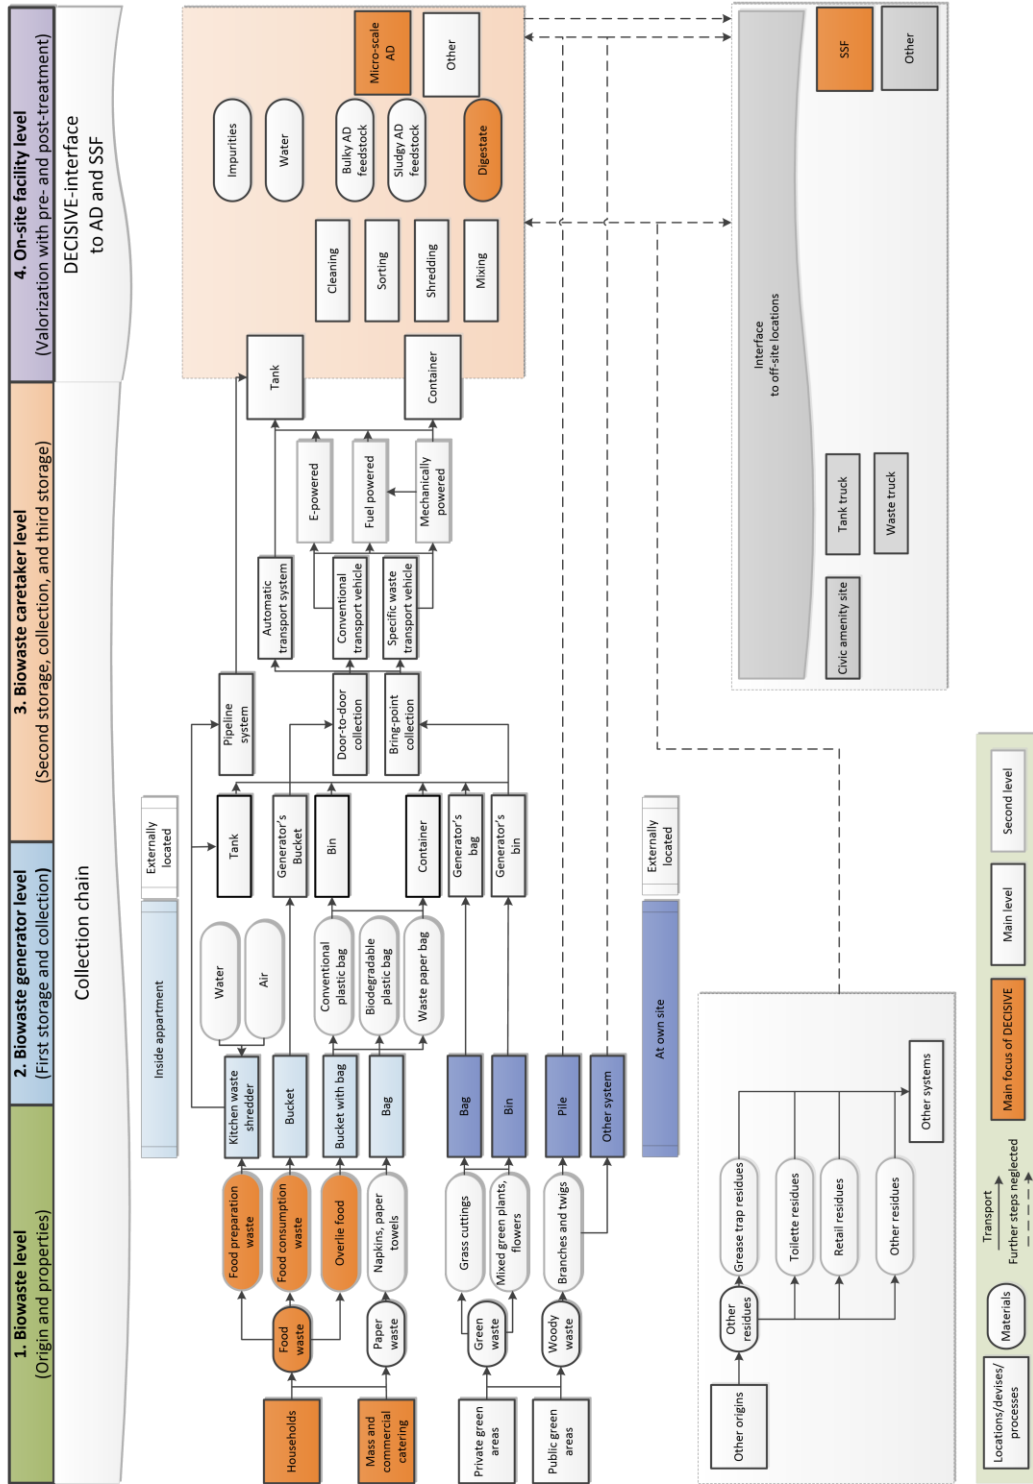 1. Biowaste level
(Origin and properties)
2. Biowaste generator level
(First storage and collection)
3. Biowaste caretaker level
(Second storage, collection, and third storage)
4. On-site facility level
(Valorization with pre- and post-treatment)
Collection chain
DECISIVE-interface
to AD and SSF
Inside appartment
Externally
located
Households
Mass and
commercial
catering
Food
waste
Paper
waste
Food preparation
waste
Food consumption
waste
Overlie food
Napkins, paper
towels
Kitchen waste
shredder
Bucket
Bucket with bag
Bag
Water
Air
Conventional
plastic bag
Biodegradable
plastic bag
Waste paper bag
Tank
Generator's
Bucket
Bin
Container
Generator's
bag
Generator's
bin
Pipeline
system
Door-to-door
collection
Bring-point
collection
Automatic
transport system
Conventional
transport vehicle
Specific waste
transport vehicle
E-powered
Fuel powered
Mechanically
powered
Tank
Container
Cleaning
Sorting
Shredding
Mixing
Impurities
Water
Bulky AD
feedstock
Sludgy AD
feedstock
Digestate
Micro-scale
AD
Other
Private green
areas
Public green
areas
Green
waste
Woody
waste
Grass cuttings
Mixed green plants,
flowers
Branches and twigs
Bag
Bin
Pile
Other system
At own site
Externally
located
Other origins
Other
residues
Grease trap residues
Toilette residues
Retail residues
Other residues
Other systems
Interface
to off-site locations
Civic amenity site
Tank truck
Waste truck
SSF
Other
Locations/devises/
processes
Materials
Transport
Further steps neglected
Main focus of DECISIVE
Main level
Second level